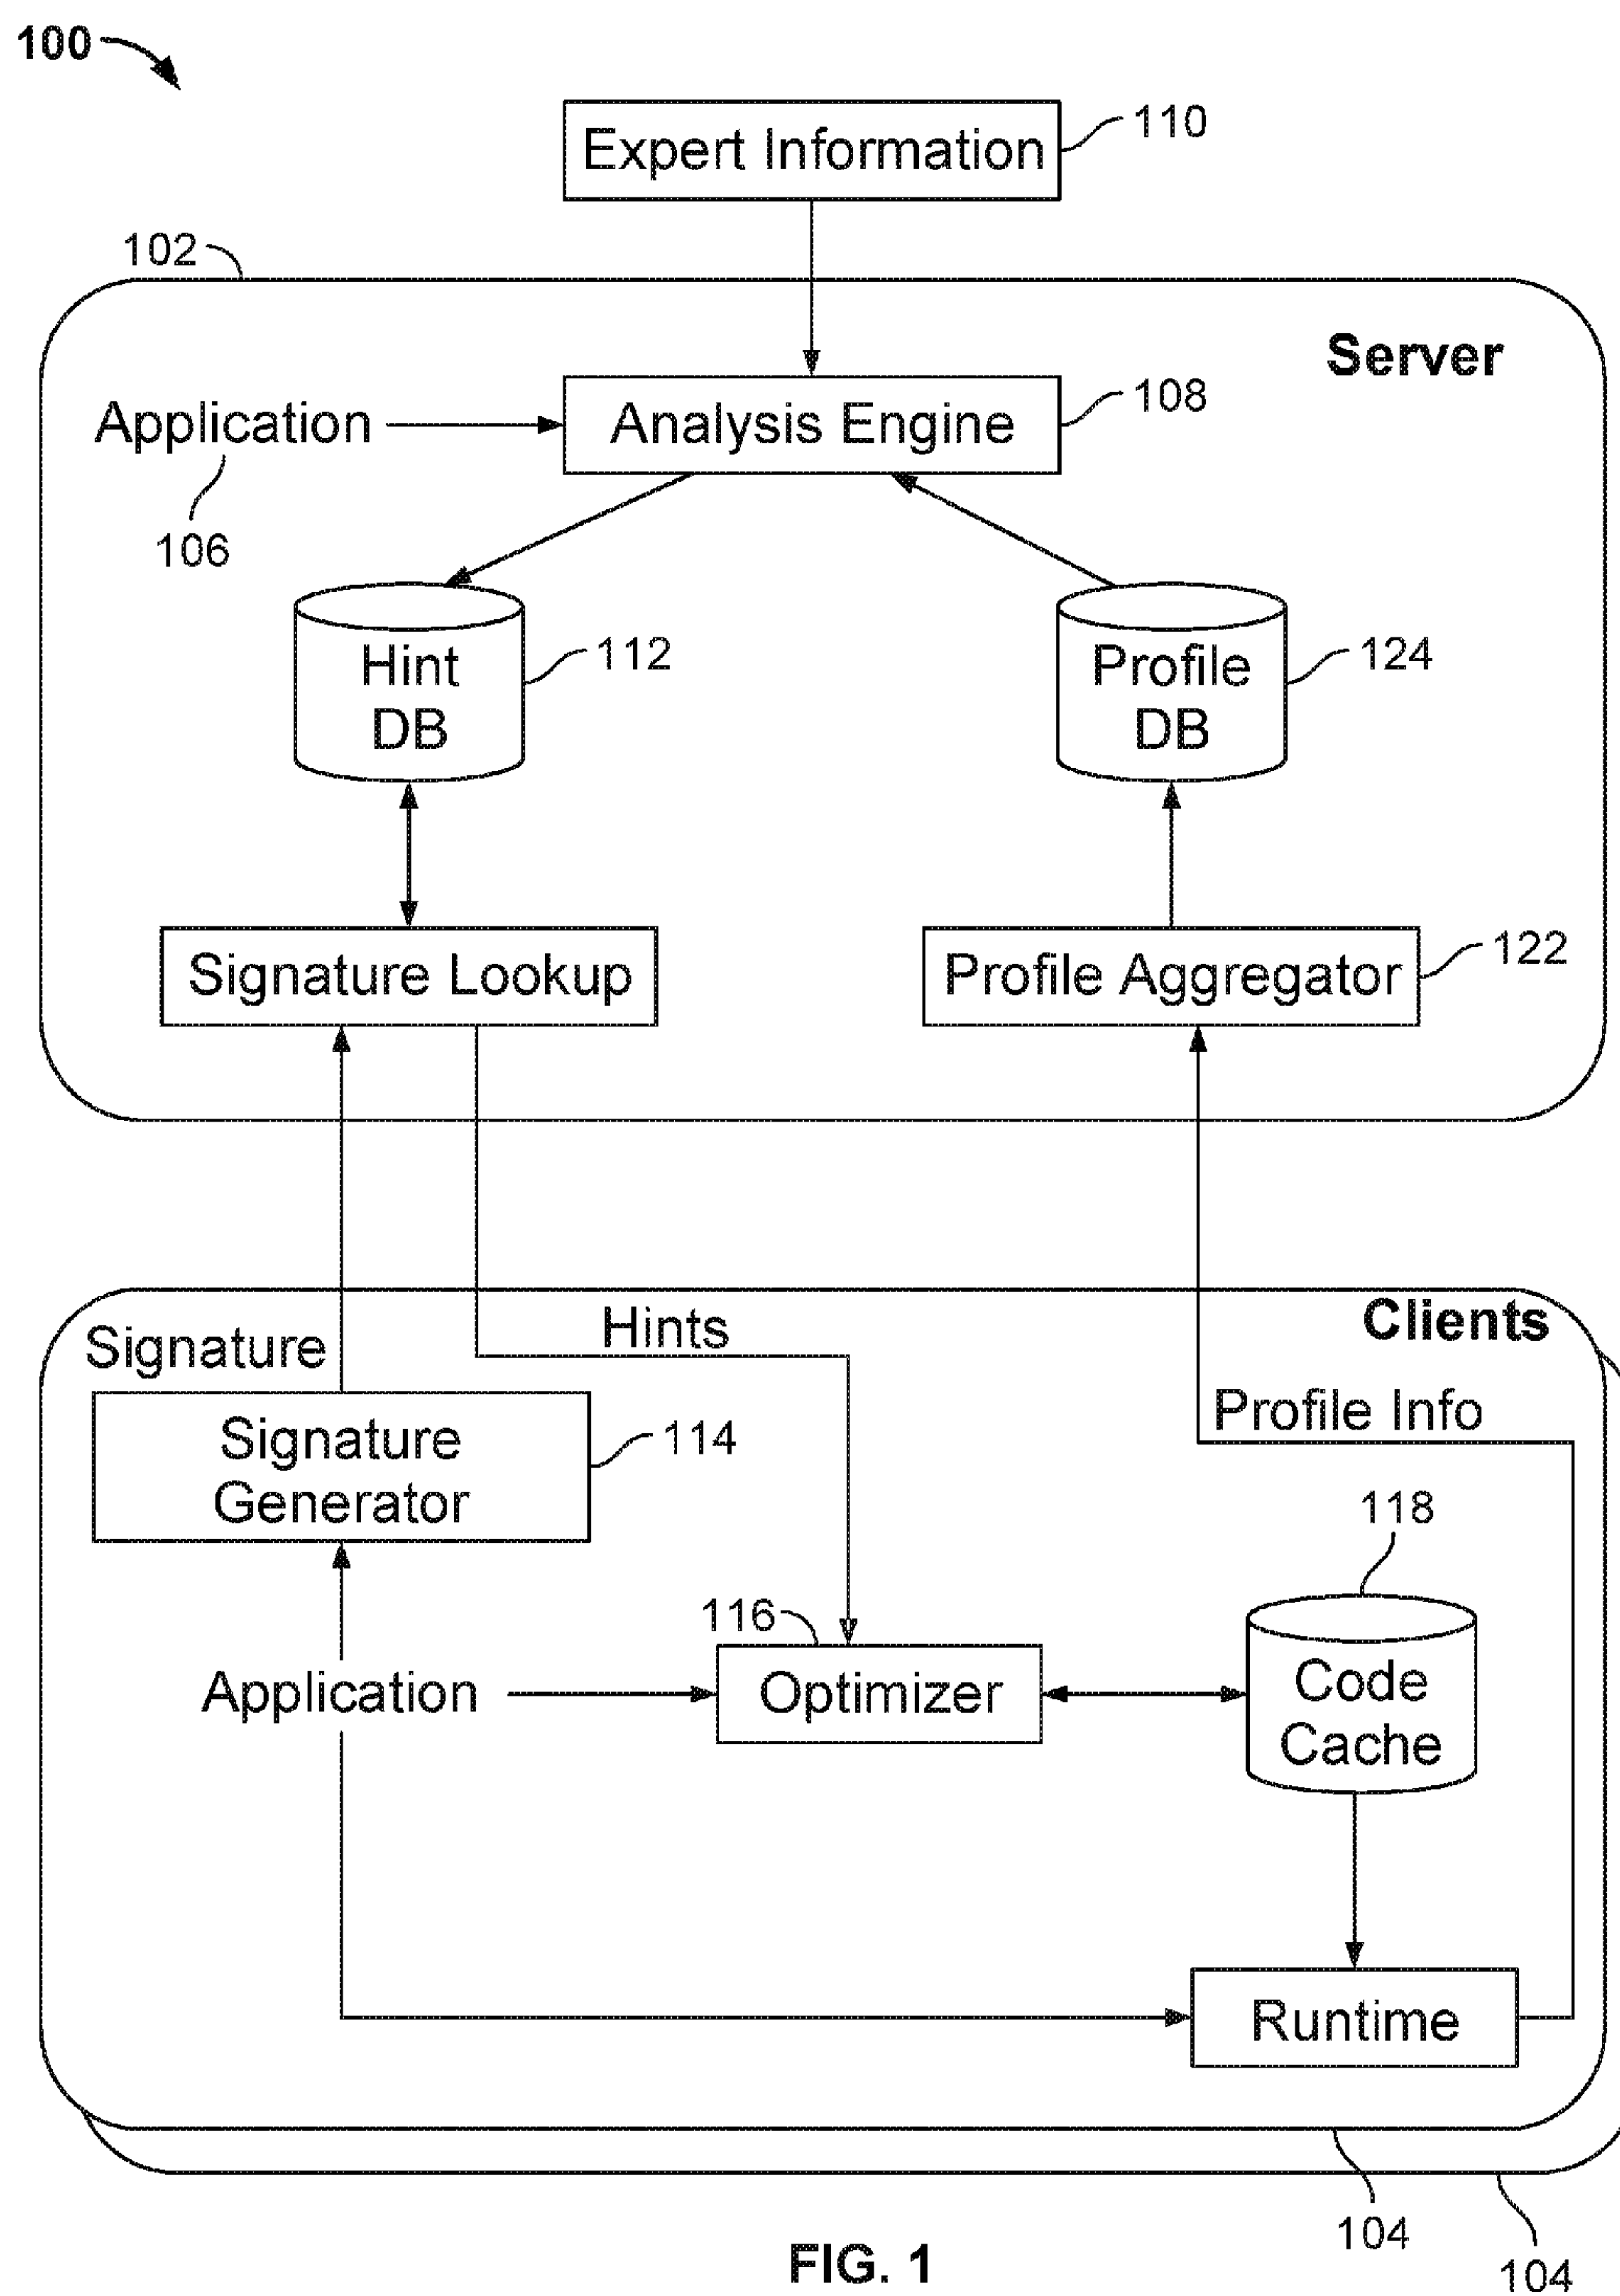 100
Expert Information
110
102
Server
Application
106
Analysis Engine
108
Hint
DB
112
Profile
DB
124
Signature Lookup
Profile Aggregator
122
Clients
Signature
Hints
Profile Info
Signature
Generator
114
118
116
Application
Optimizer
Code
Cache
Runtime
104
104
FIG. 1